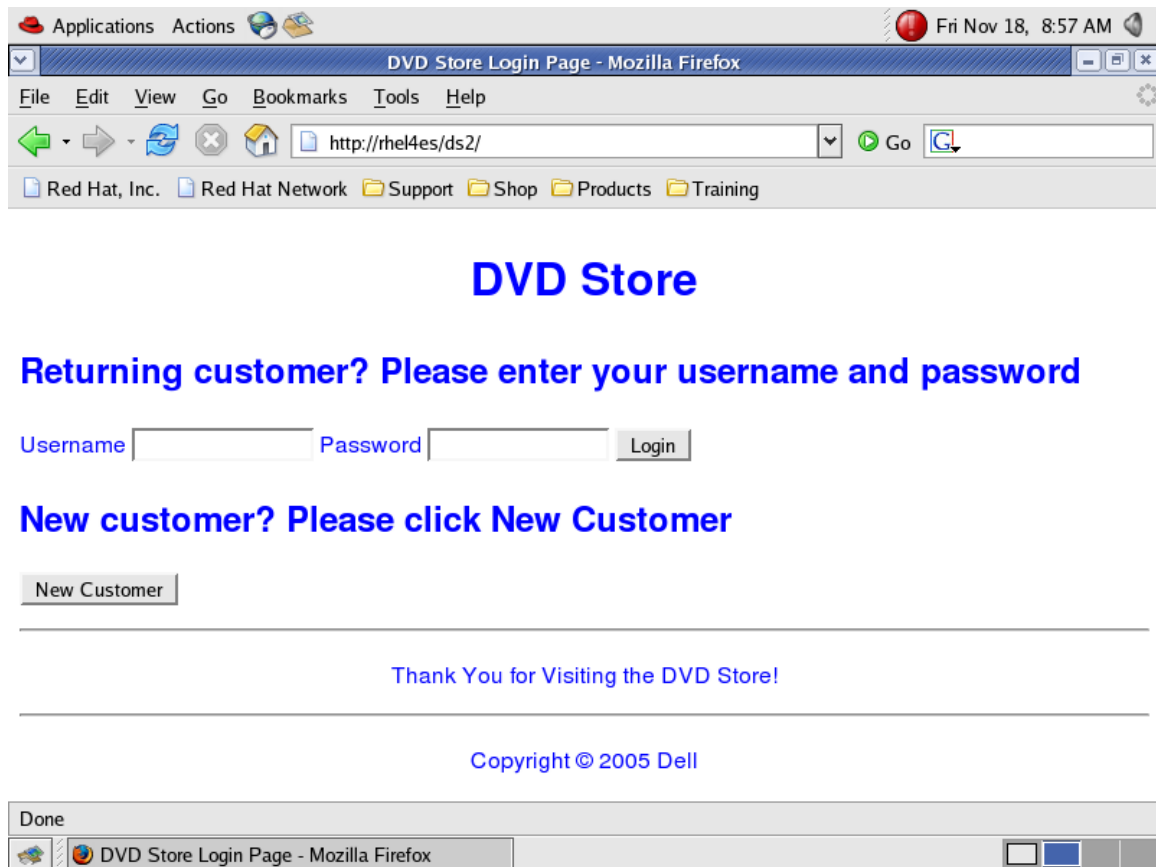 Applications Actions Fri Nov 18, 8:57 AM
DVD Store Login Page - Mozilla Firefox
File Edit View Go Bookmarks Tools Help
http://rhel4es/ds2/ Go G
Red Hat, Inc. Red Hat Network Support Shop Products Training
DVD Store
Returning customer? Please enter your username and password
Username Password Login
New customer? Please click New Customer
New Customer
Thank You for Visiting the DVD Store!
Copyright © 2005 Dell
Done
DVD Store Login Page - Mozilla Firefox